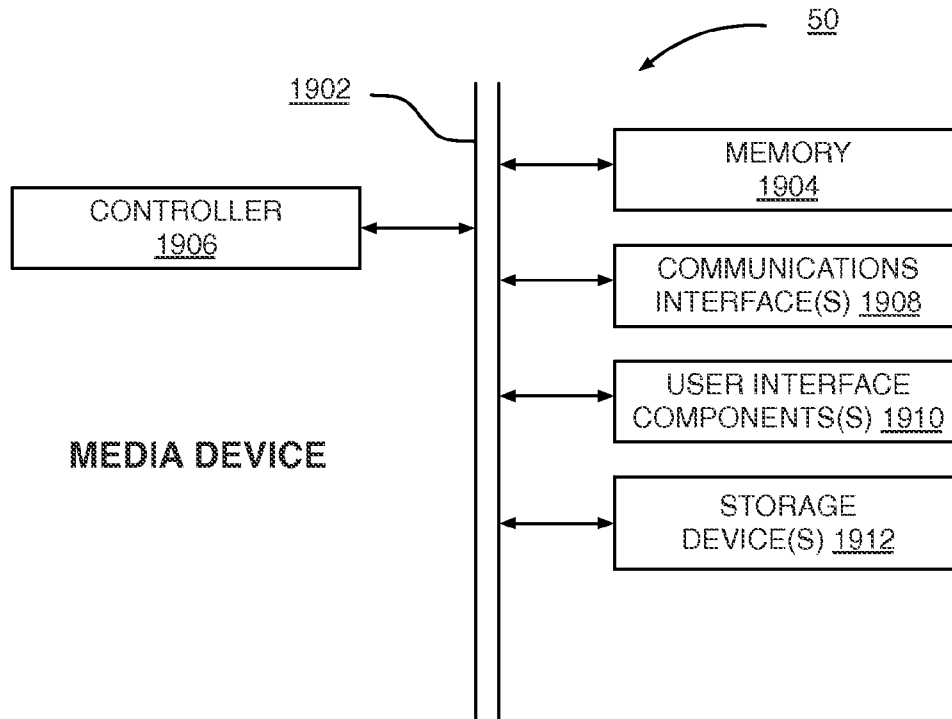 50
1902
MEMORY
1904
CONTROLLER
1906
COMMUNICATIONS
INTERFACE(S) 1908
USER INTERFACE
COMPONENTS(S) 1910
MEDIA DEVICE
STORAGE
DEVICE(S) 1912